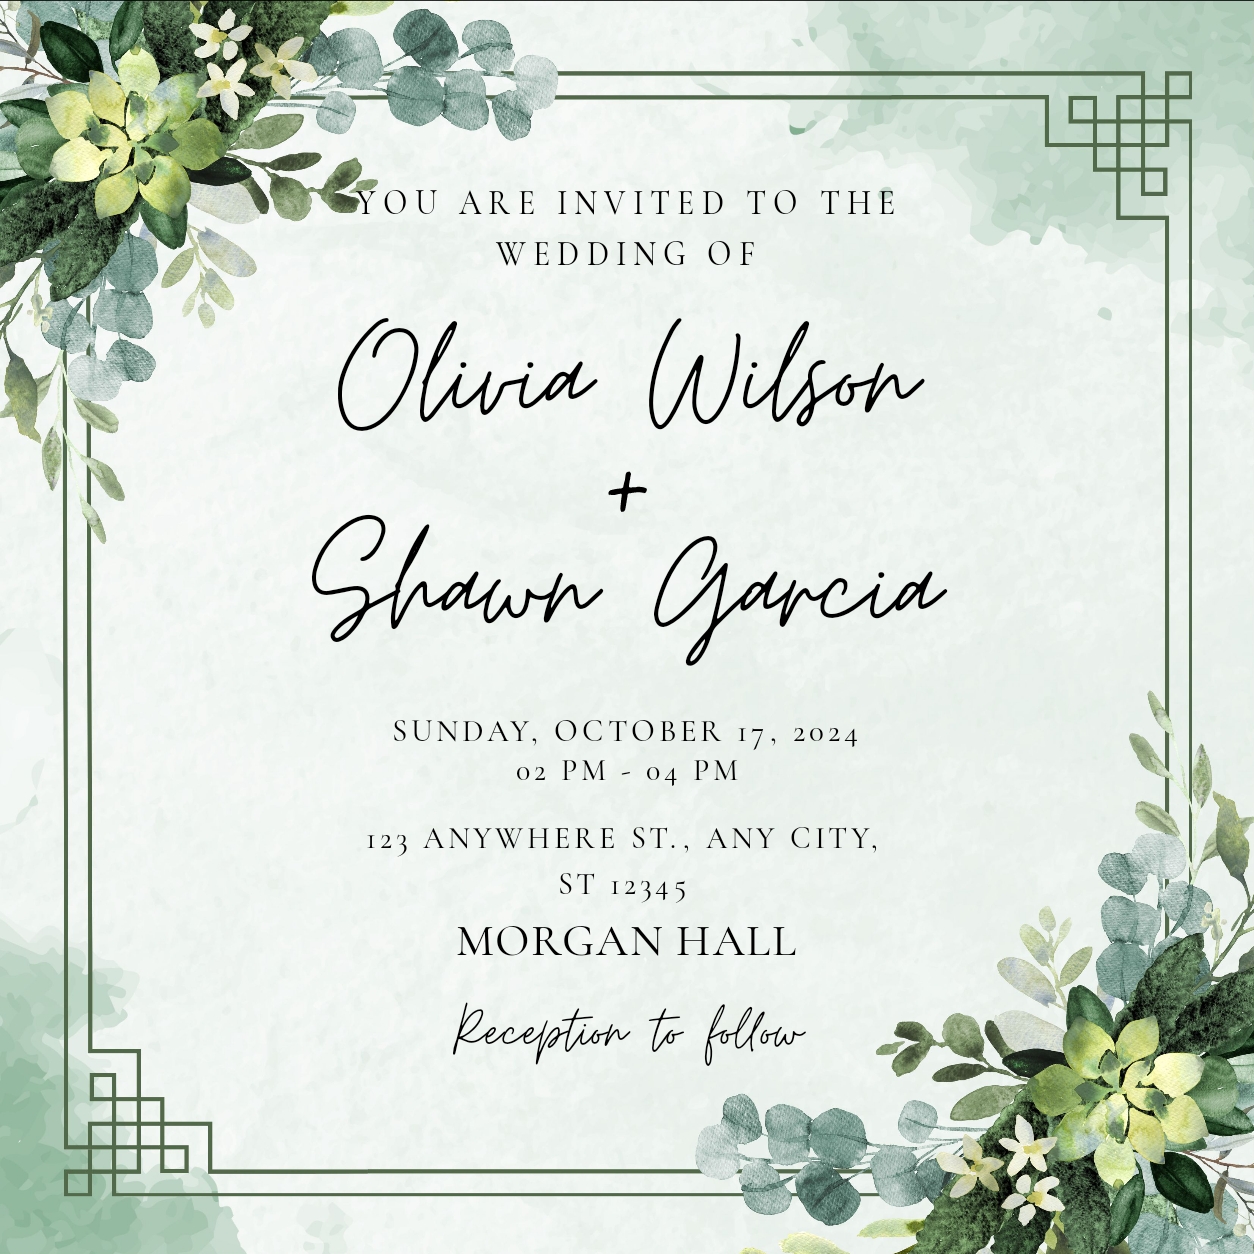 YOU ARE INVITED TO THE
WEDDING OF
Olivia Wilson
+
Shawn Garcia
SUNDAY, OCTOBER 17, 2024
02 PM - 04 PM
123 ANYWHERE ST., ANY CITY,
ST 12345
MORGAN HALL
Reception to follow